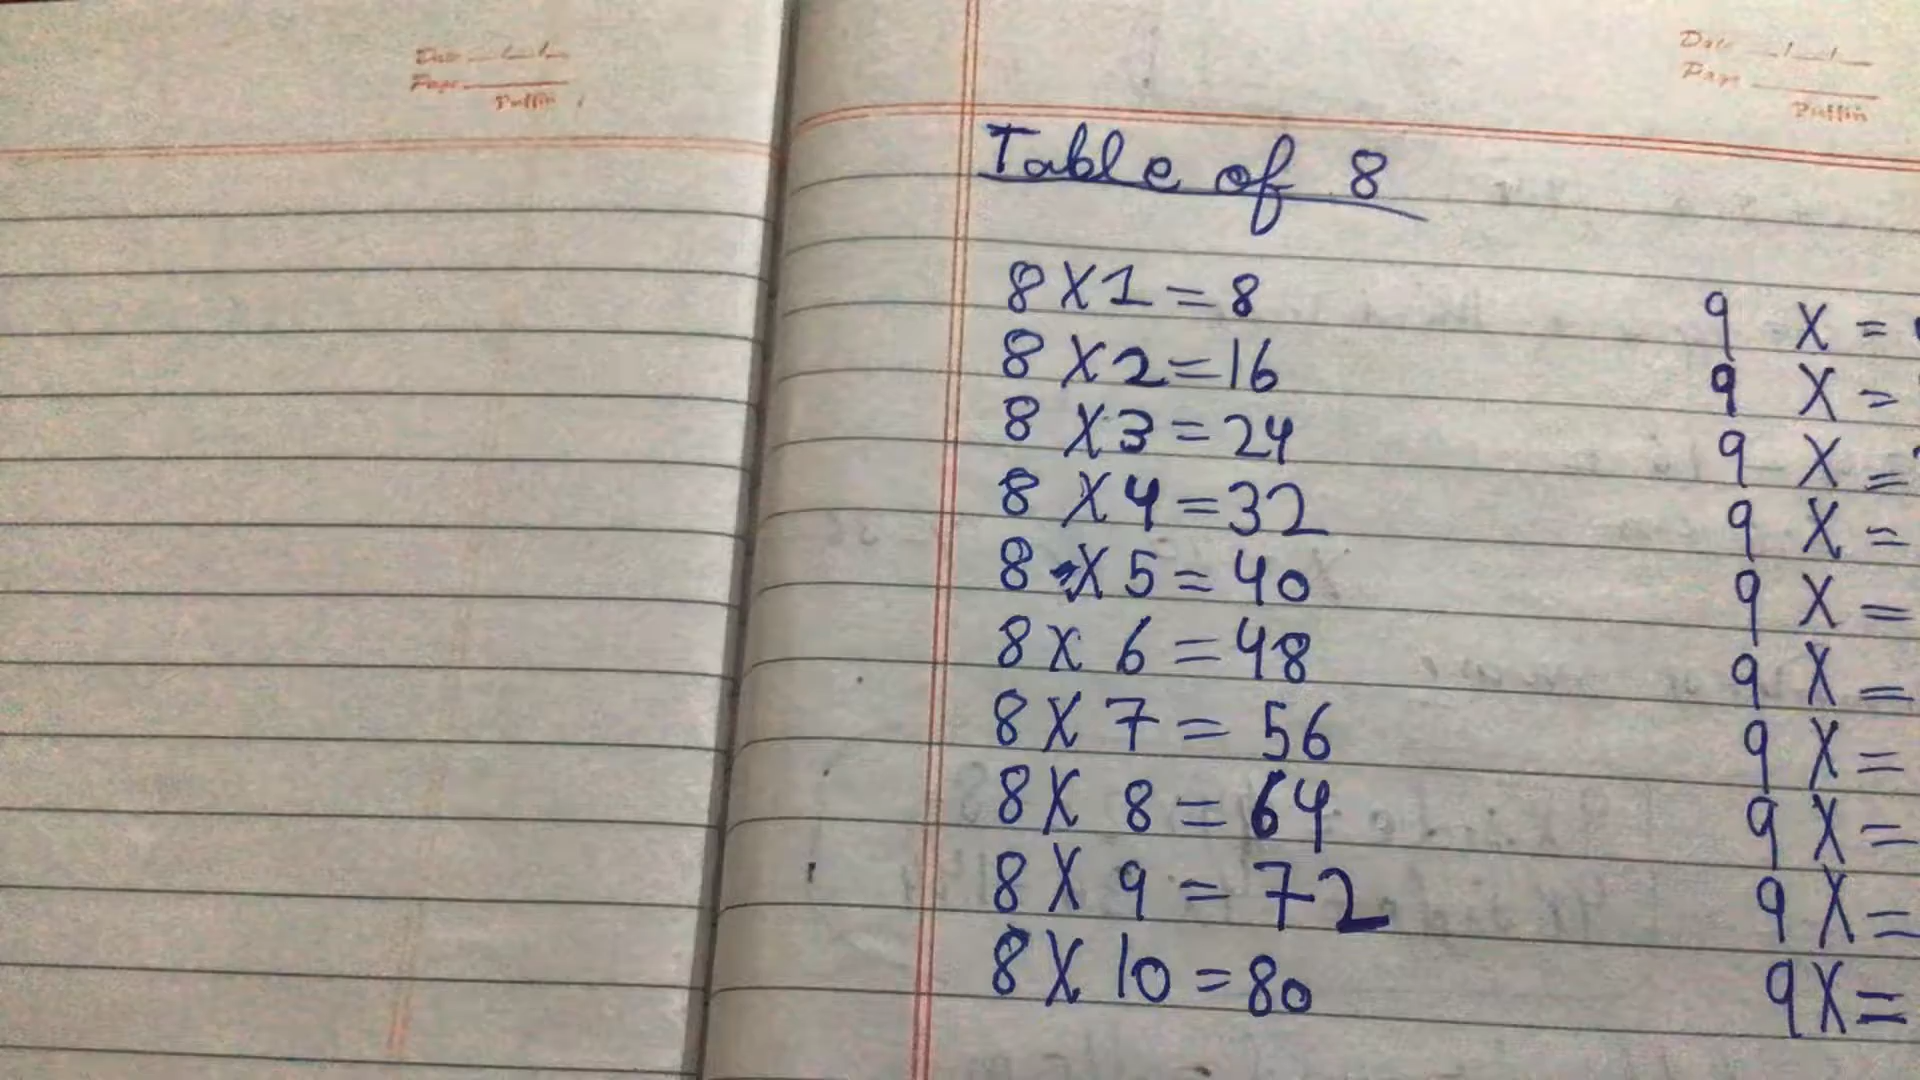 Date
Page
Puffin
Date
Page
Puffin
Table of 8
8 X 1 = 8
8 X 2 = 16
8 X 3 = 24
8 X 4 = 32
8 X 5 = 40
8 X 6 = 48
8 X 7 = 56
8 X 8 = 64
8 X 9 = 72
8 X 10 = 80
9 X =
9 X =
9 X =
9 X =
9 X =
9 X =
9 X =
9 X =
9 X =
9 X =